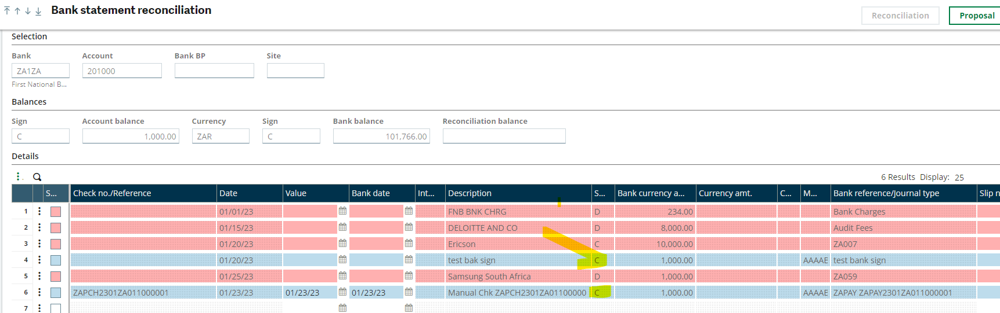 Bank statement reconciliation
Reconciliation Proposal
Selection
Bank Account Bank BP Site
ZA1ZA 201000
First National B...
Balances
Sign Account balance Currency Sign Bank balance Reconciliation balance
C 1,000.00 ZAR C 101,766.00
Details
6 Results Display: 25
S... Check no./Reference Date Value Bank date Int... Description S... Bank currency a... Currency amt. C... M... Bank reference/Journal type Slip n
1 01/01/23 FNB BNK CHRG D 234.00 Bank Charges
2 01/15/23 DELOITTE AND CO D 8,000.00 Audit Fees
3 01/20/23 Ericson C 10,000.00 ZA007
4 01/20/23 test bak sign C 1,000.00 AAAAE test bank sign
5 01/25/23 Samsung South Africa D 1,000.00 ZA059
6 ZAPCH2301ZA011000001 01/23/23 01/23/23 01/23/23 Manual Chk ZAPCH2301ZA01100000 C 1,000.00 AAAAE ZAPAY ZAPAY2301ZA011000001
7